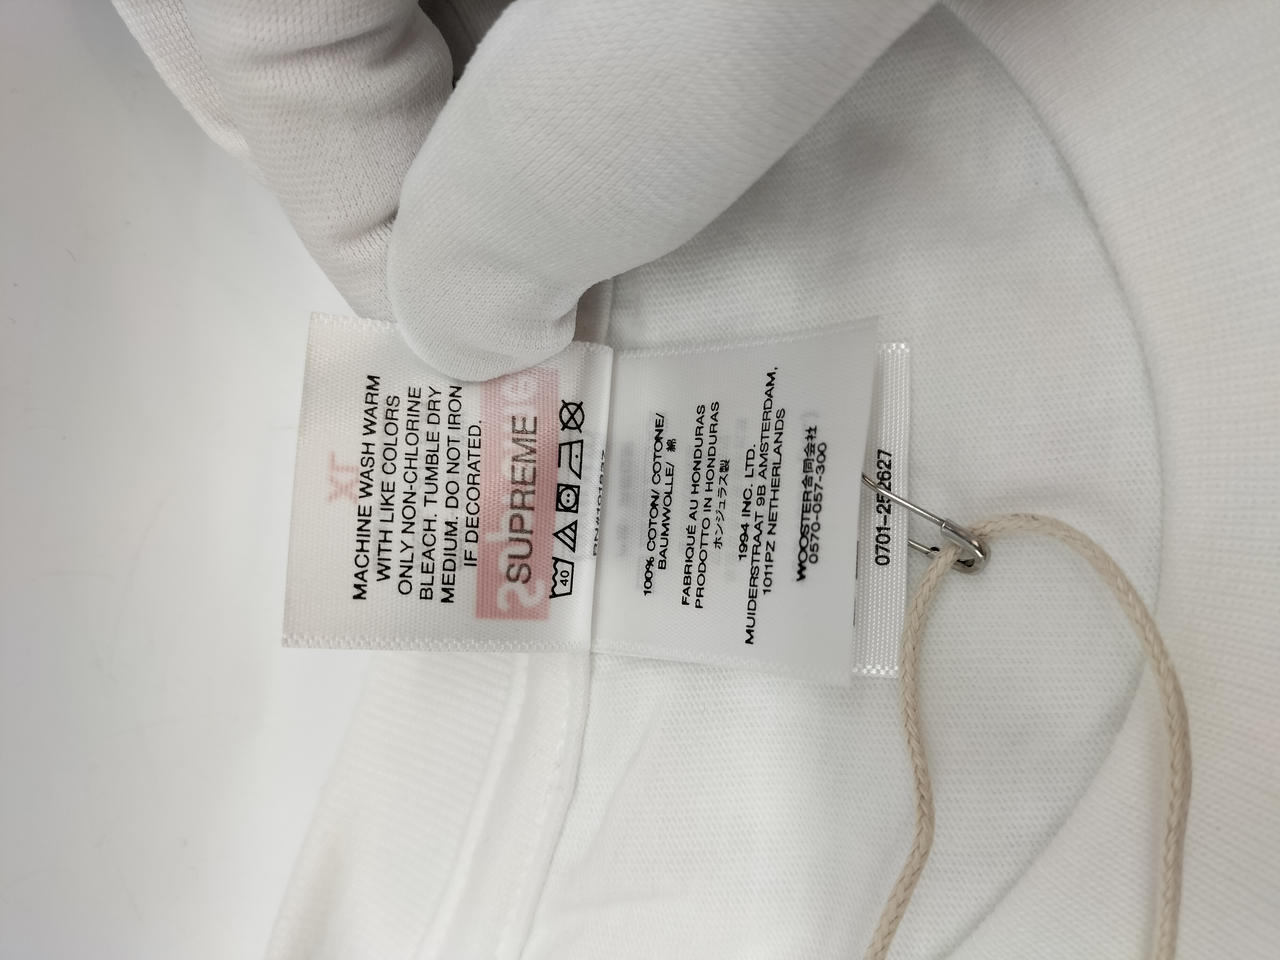 MACHINE WASH WARM
WITH LIKE COLORS
ONLY NON-CHLORINE
BLEACH. TUMBLE DRY
MEDIUM. DO NOT IRON
IF DECORATED.
SUPREME
40
100% COTON/ COTONE/
BAUMWOLLE/ 綿
FABRIQUÉ AU HONDURAS
PRODOTTO IN HONDURAS
ホンジュラス製
1994 INC. LTD.
MUIDERSTRAAT 9B AMSTERDAM,
1011PZ NETHERLANDS
WOOSTER合同会社
0570-057-300
0701-252627